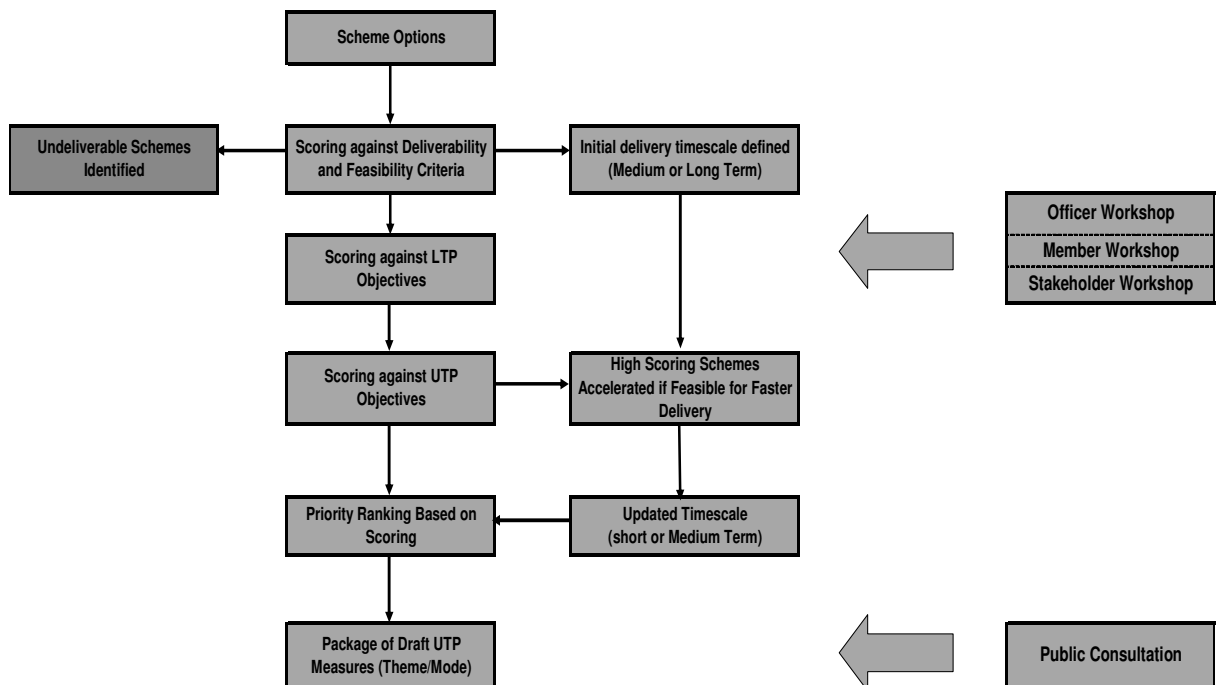 Scheme Options
Undeliverable Schemes
Identified
Scoring against Deliverability
and Feasibility Criteria
Initial delivery timescale defined
(Medium or Long Term)
Officer Workshop
Member Workshop
Stakeholder Workshop
Scoring against LTP
Objectives
Scoring against UTP
Objectives
High Scoring Schemes
Accelerated if Feasible for Faster
Delivery
Priority Ranking Based on
Scoring
Updated Timescale
(short or Medium Term)
Package of Draft UTP
Measures (Theme/Mode)
Public Consultation